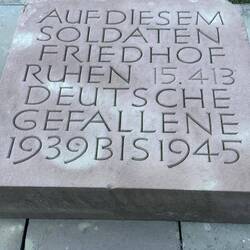 AUF DIESEM
SOLDATEN
FRIEDHOF
RUHEN 15.413
DEUTSCHE
GEFALLENE
1939 BIS 1945